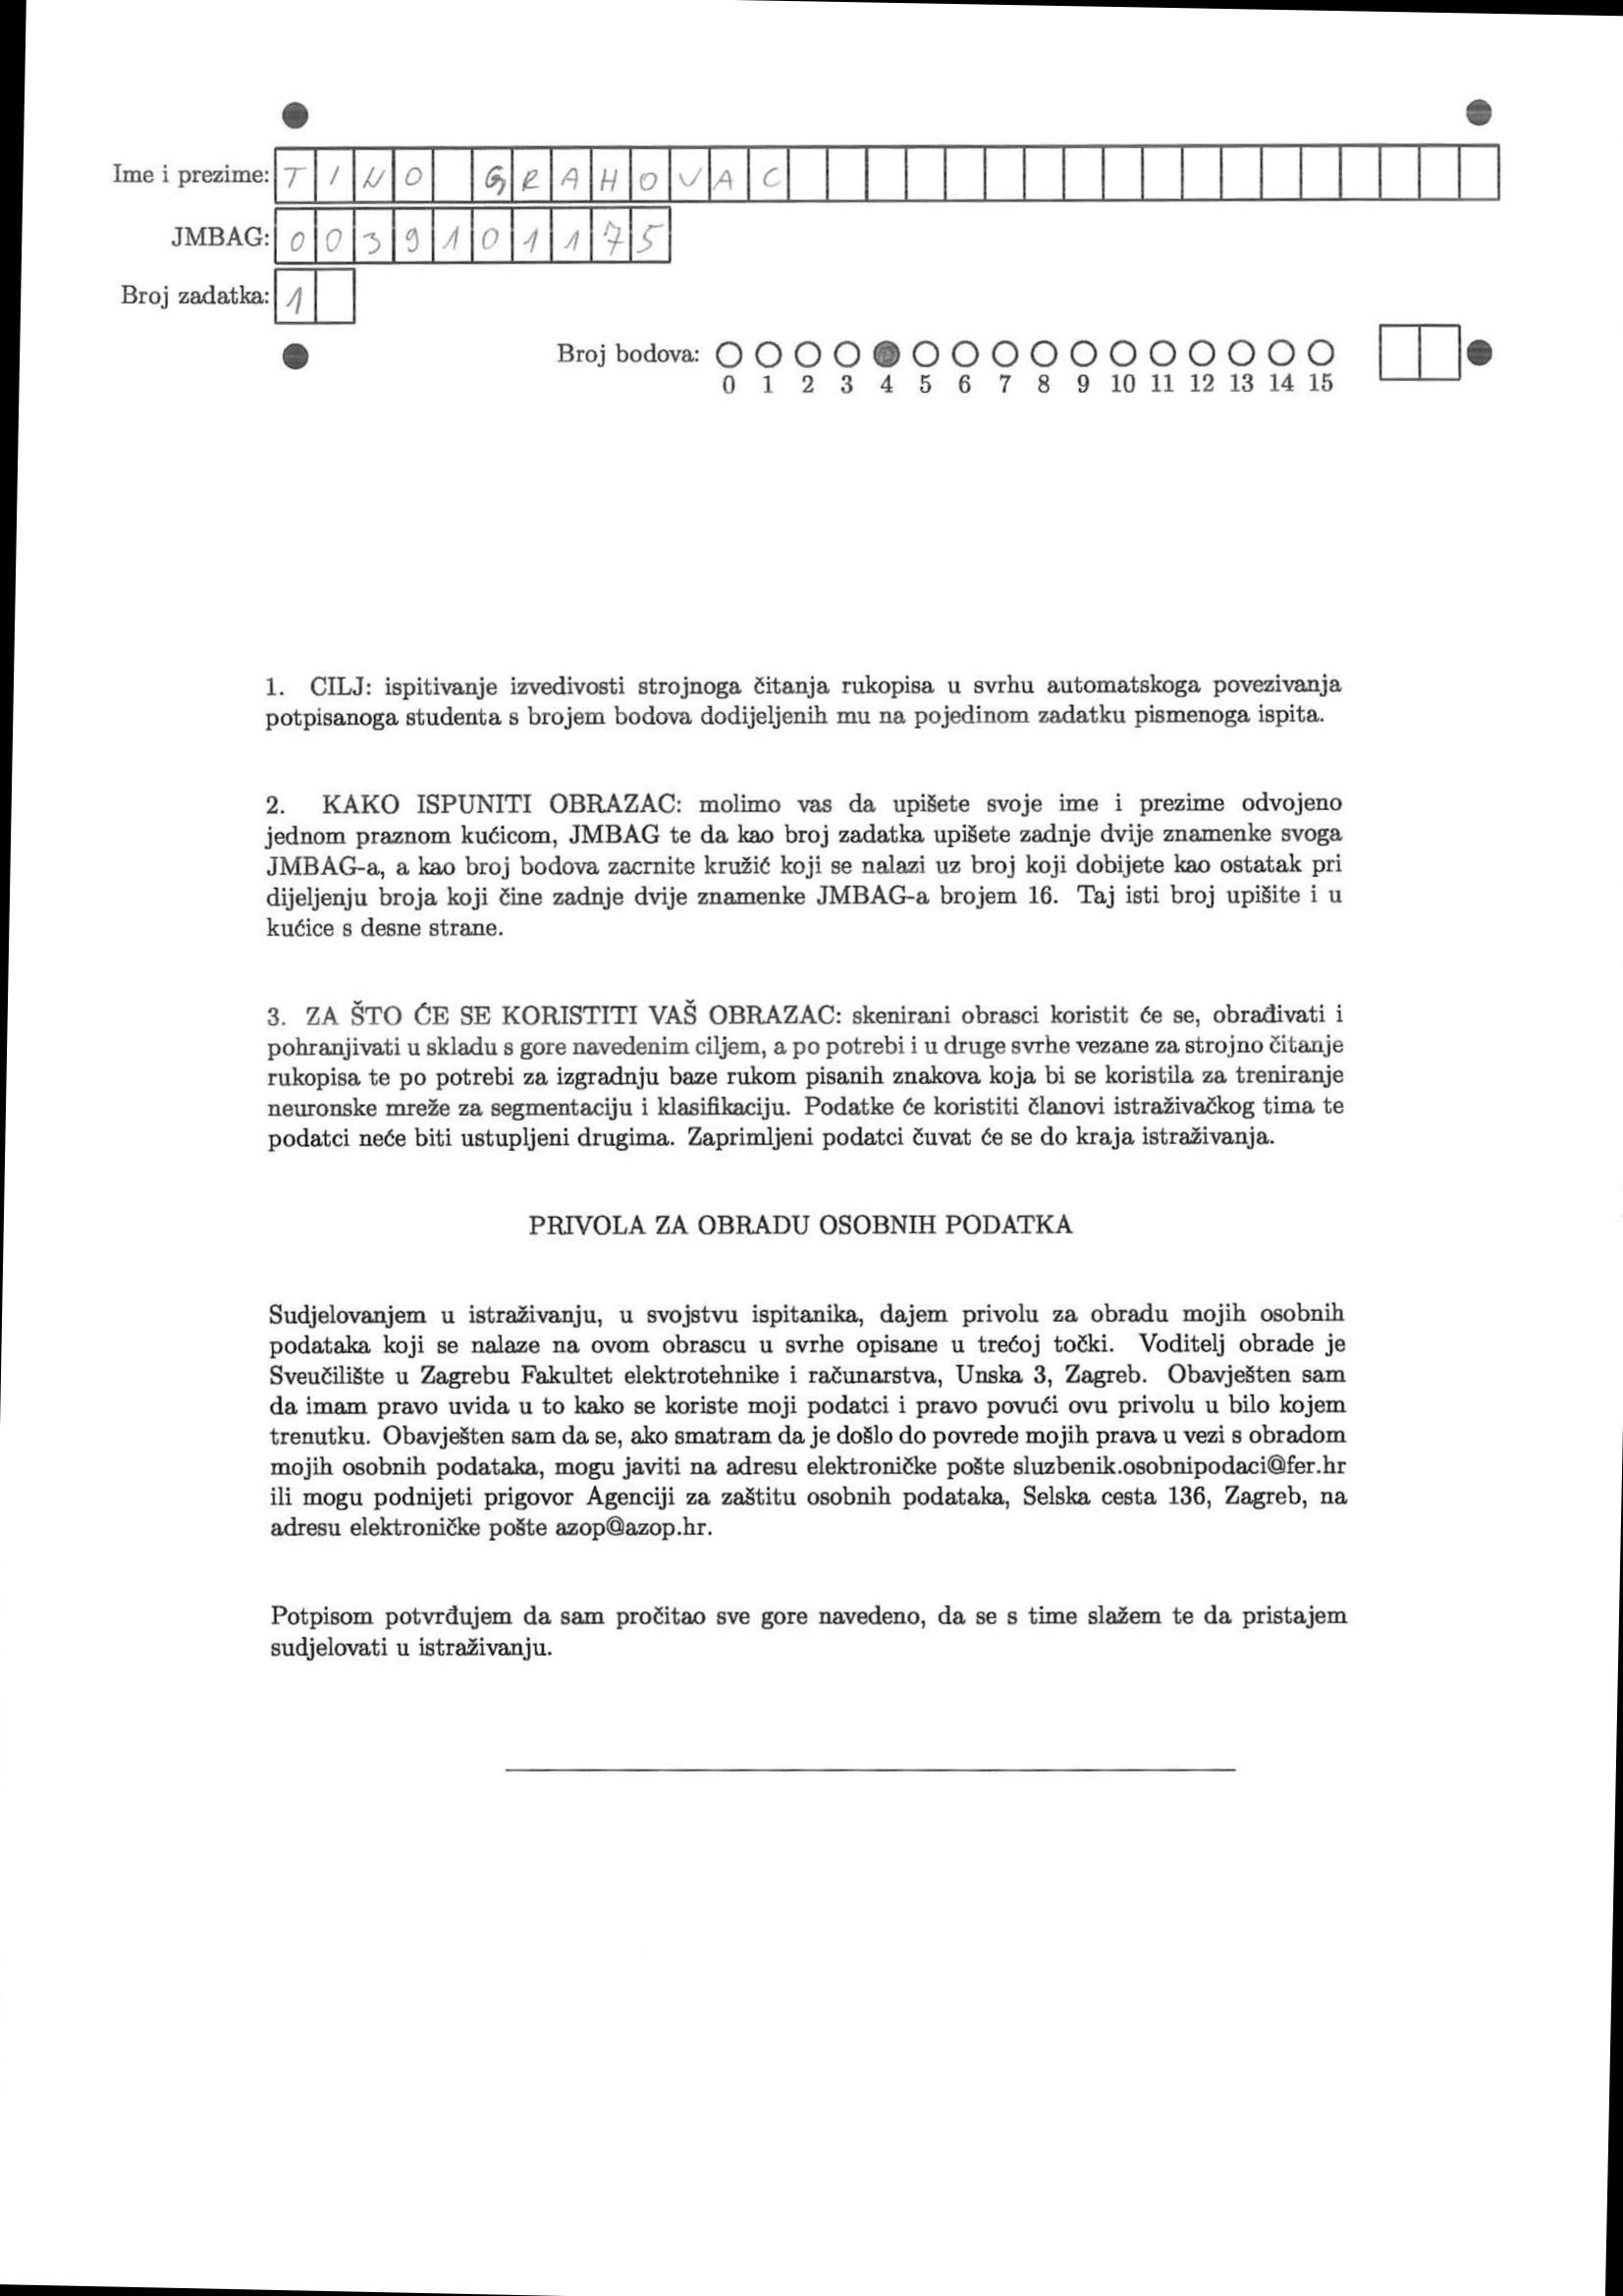 Ime i prezime: TINO GRAHOVAC
JMBAG: 0039101175
Broj zadatka: 1
Broj bodova:
0 1 2 3 4 5 6 7 8 9 10 11 12 13 14 15
1. CILJ: ispitivanje izvedivosti strojnoga čitanja rukopisa u svrhu automatskoga povezivanja
potpisanoga studenta s brojem bodova dodijeljenih mu na pojedinom zadatku pismenoga ispita.
2. KAKO ISPUNITI OBRAZAC: molimo vas da upišete svoje ime i prezime odvojeno
jednom praznom kućicom, JMBAG te da kao broj zadatka upišete zadnje dvije znamenke svoga
JMBAG-a, a kao broj bodova zacrnite kružić koji se nalazi uz broj koji dobijete kao ostatak pri
dijeljenju broja koji čine zadnje dvije znamenke JMBAG-a brojem 16. Taj isti broj upišite i u
kućice s desne strane.
3. ZA ŠTO ĆE SE KORISTITI VAŠ OBRAZAC: skenirani obrasci koristit će se, obrađivati i
pohranjivati u skladu s gore navedenim ciljem, a po potrebi i u druge svrhe vezane za strojno čitanje
rukopisa te po potrebi za izgradnju baze rukom pisanih znakova koja bi se koristila za treniranje
neuronske mreže za segmentaciju i klasifikaciju. Podatke će koristiti članovi istraživačkog tima te
podatci neće biti ustupljeni drugima. Zaprimljeni podatci čuvat će se do kraja istraživanja.
PRIVOLA ZA OBRADU OSOBNIH PODATKA
Sudjelovanjem u istraživanju, u svojstvu ispitanika, dajem privolu za obradu mojih osobnih
podataka koji se nalaze na ovom obrascu u svrhe opisane u trećoj točki. Voditelj obrade je
Sveučilište u Zagrebu Fakultet elektrotehnike i računarstva, Unska 3, Zagreb. Obavješten sam
da imam pravo uvida u to kako se koriste moji podatci i pravo povući ovu privolu u bilo kojem
trenutku. Obavješten sam da se, ako smatram da je došlo do povrede mojih prava u vezi s obradom
mojih osobnih podataka, mogu javiti na adresu elektroničke pošte sluzbenik.osobnipodaci@fer.hr
ili mogu podnijeti prigovor Agenciji za zaštitu osobnih podataka, Selska cesta 136, Zagreb, na
adresu elektroničke pošte azop@azop.hr.
Potpisom potvrđujem da sam pročitao sve gore navedeno, da se s time slažem te da pristajem
sudjelovati u istraživanju.